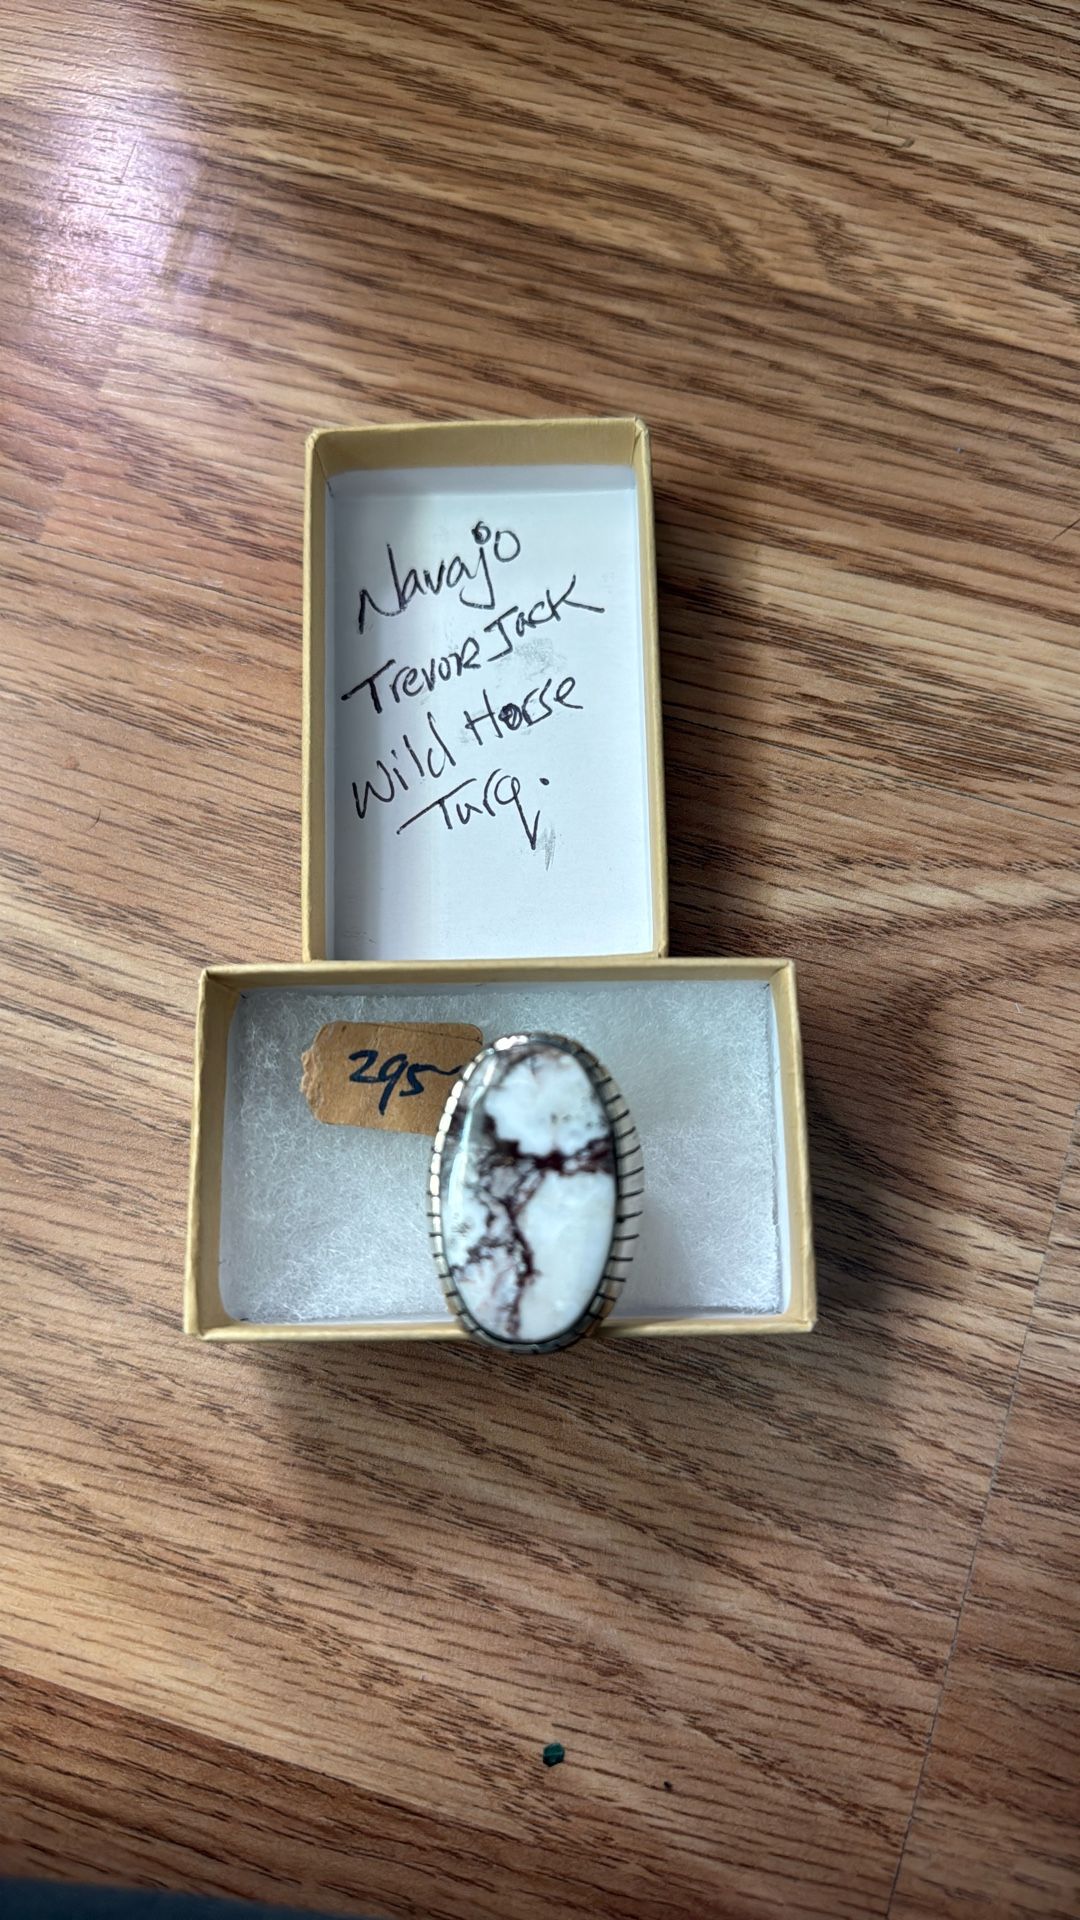 Navajo
Trevor Jack
Wild Horse
Turq.
295-